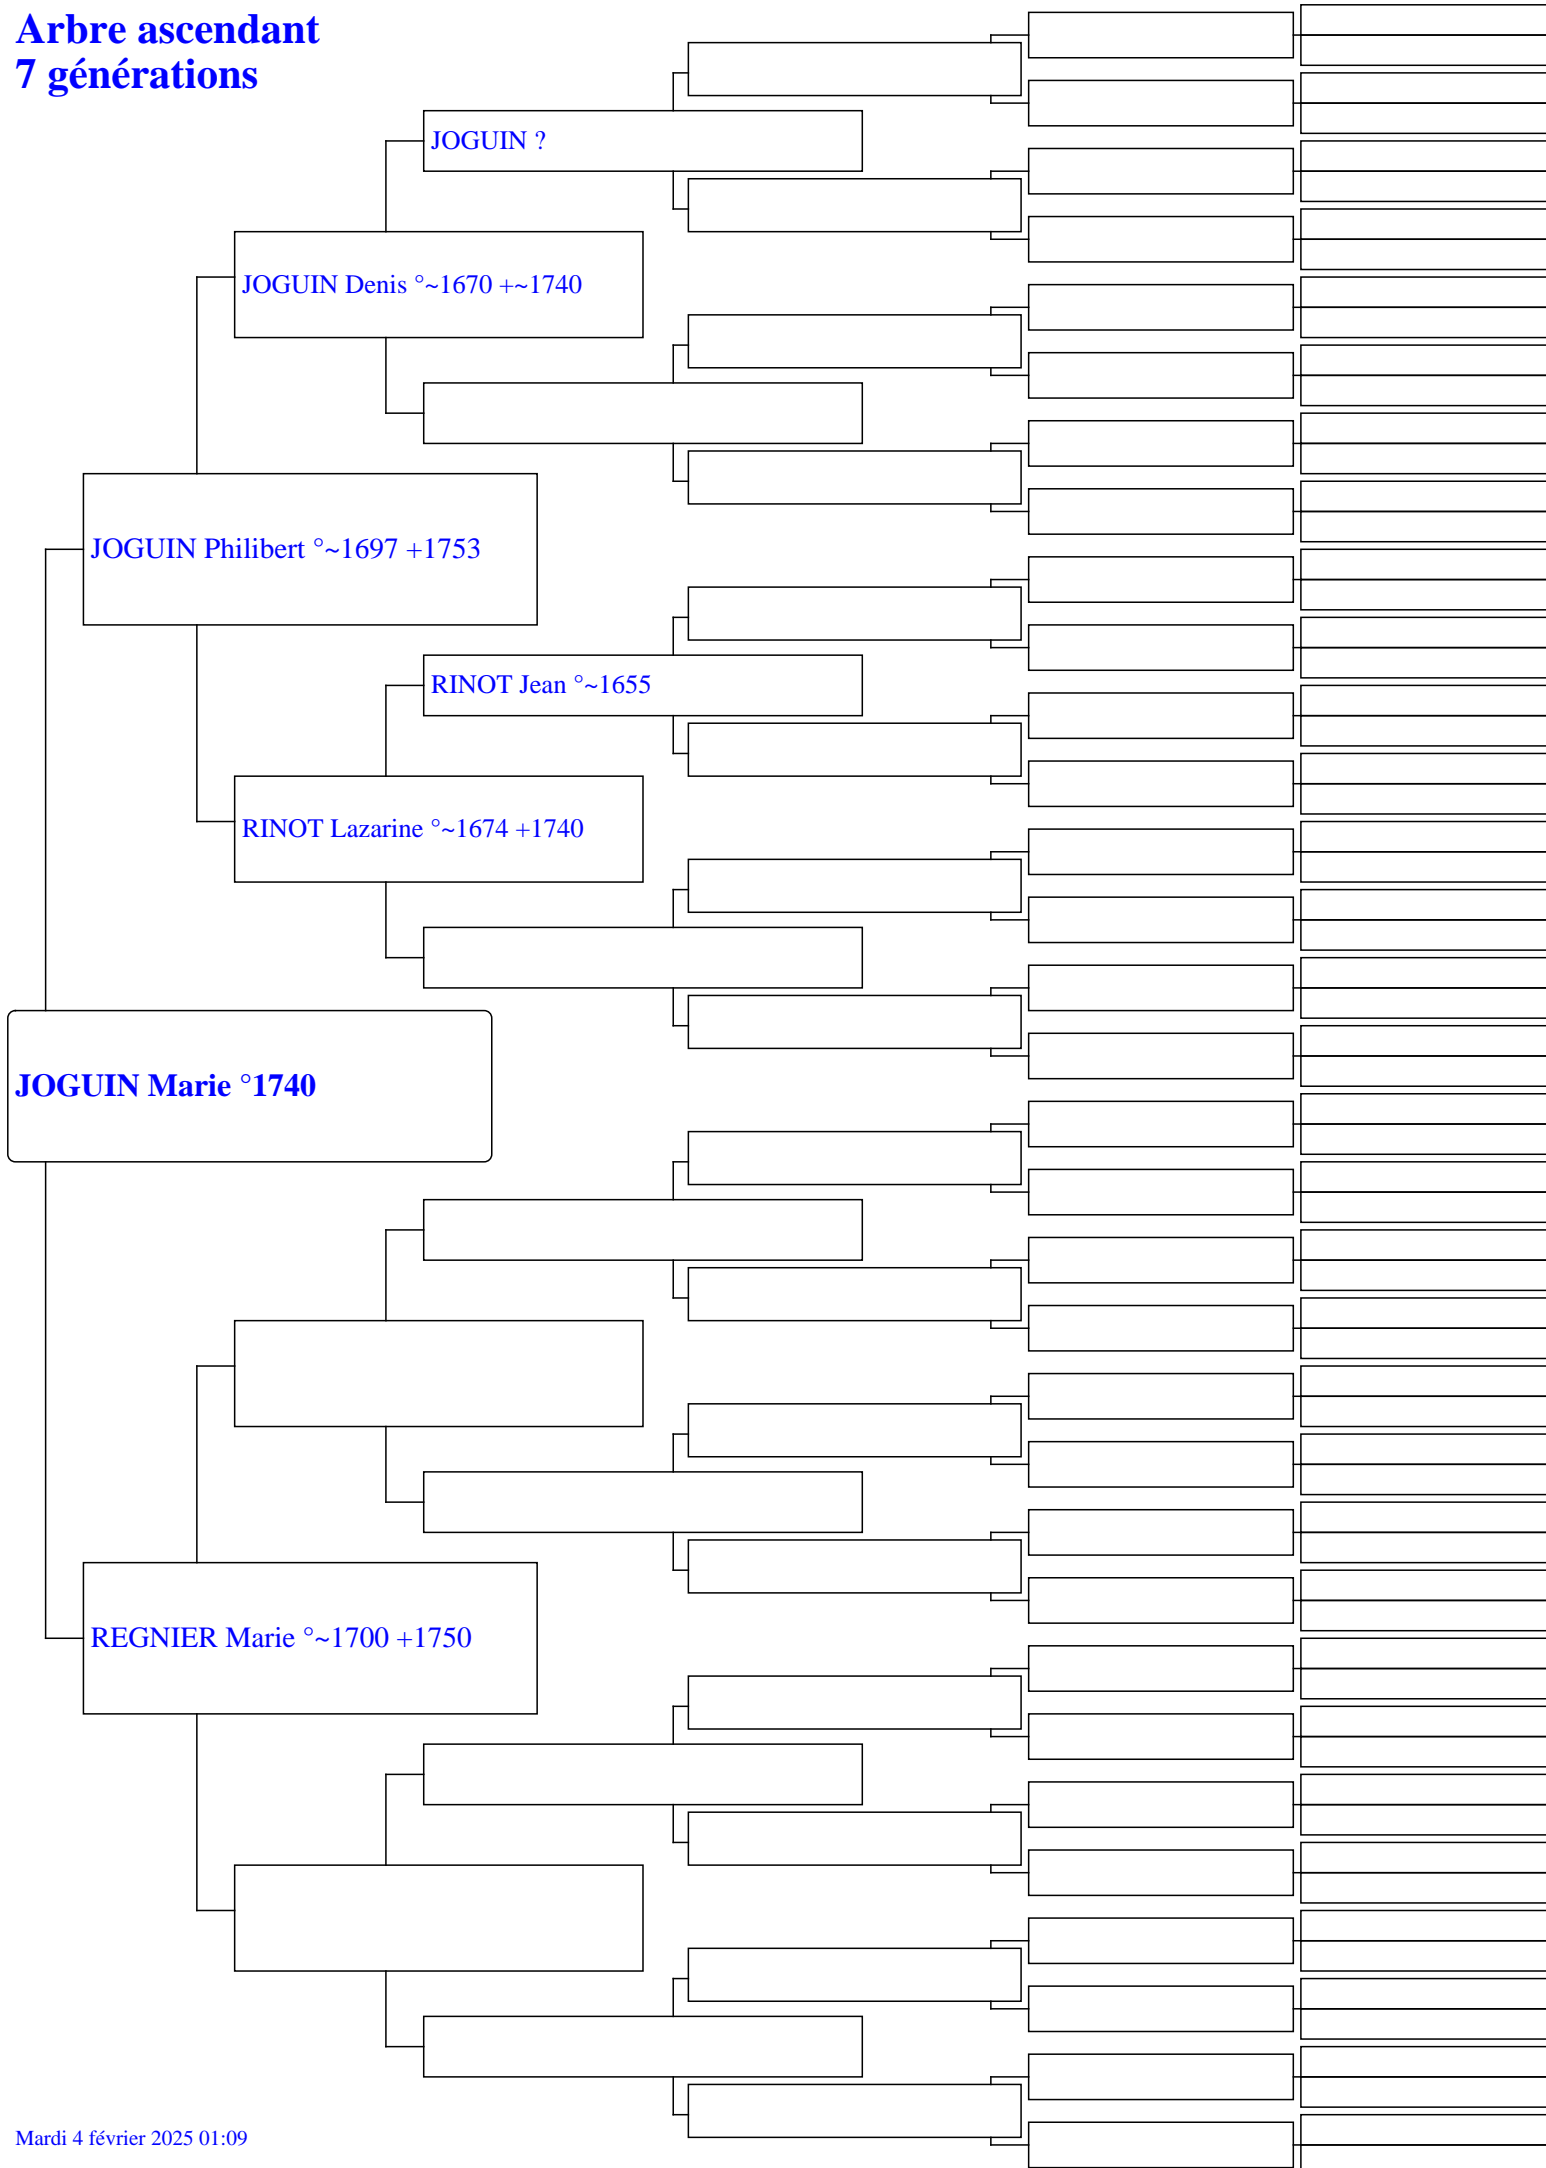 Arbre ascendant
7 générations
JOGUIN ?
JOGUIN Denis °~1670 +~1740
JOGUIN Philibert °~1697 +1753
RINOT Jean °~1655
RINOT Lazarine °~1674 +1740
JOGUIN Marie °1740
REGNIER Marie °~1700 +1750
Mardi 4 février 2025 01:09